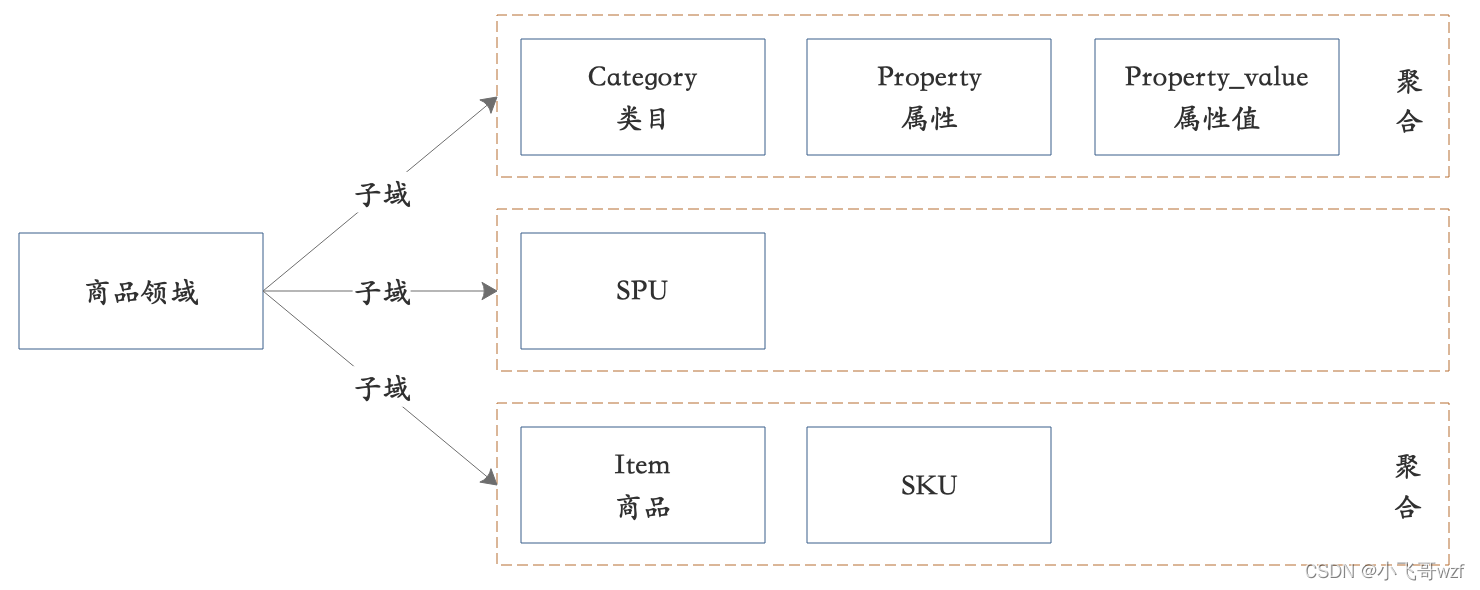 Category
类目
Property
属性
Property_value
属性值
聚
合
子域
商品领域
子域
SPU
子域
Item
商品
SKU
聚
合
CSDN @小飞哥wzf